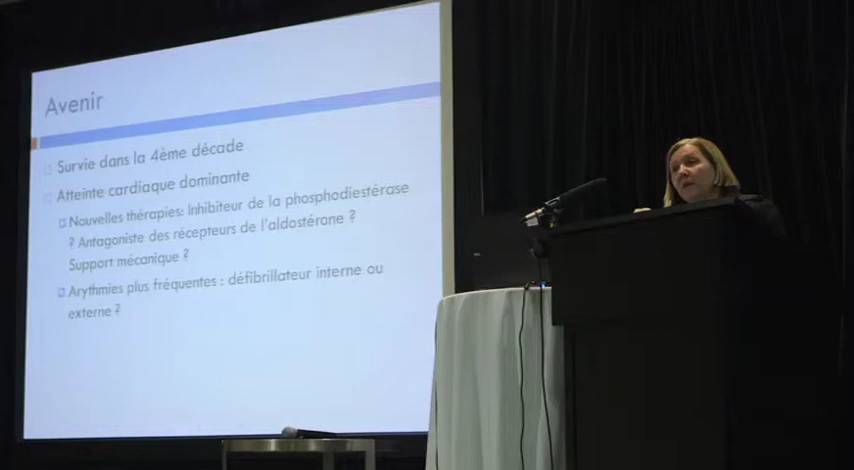 Avenir
Survie dans la 4ème décade
Atteinte cardiaque dominante
Nouvelles thérapies: Inhibiteur de la phosphodiestérase
? Antagoniste des récepteurs de l'aldostérone ?
Support mécanique ?
Arythmies plus fréquentes : défibrillateur interne ou
externe ?